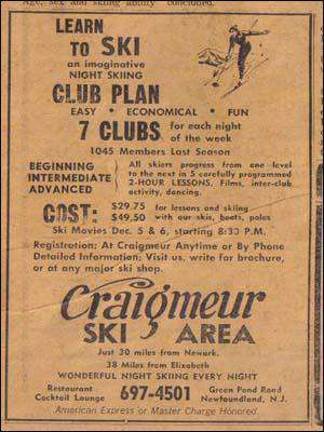 Age, sex and skiing ability concluded.
LEARN
TO SKI
an imaginative
NIGHT SKIING
CLUB PLAN
EASY • ECONOMICAL • FUN
7 CLUBS for each night
of the week
1045 Members Last Season
BEGINNING
INTERMEDIATE
ADVANCED
All skiers progress from one level
to the next in 5 carefully programmed
2-HOUR LESSONS. Films, inter-club
activity, dancing.
COST: $29.75 for lessons and skiing
$49.50 with our skis, boots, poles
Ski Movies Dec. 5 & 6, starting 8:30 P.M.
Registration: At Craigmeur Anytime or By Phone
Detailed Information: Visit us, write for brochure,
or at any major ski shop.
Craigmeur
SKI AREA
Just 30 miles from Newark.
38 Miles from Elizabeth
WONDERFUL NIGHT SKIING EVERY NIGHT
Restaurant
Cocktail Lounge
697-4501
Green Pond Road
Newfoundland, N.J.
American Express or Master Charge Honored.